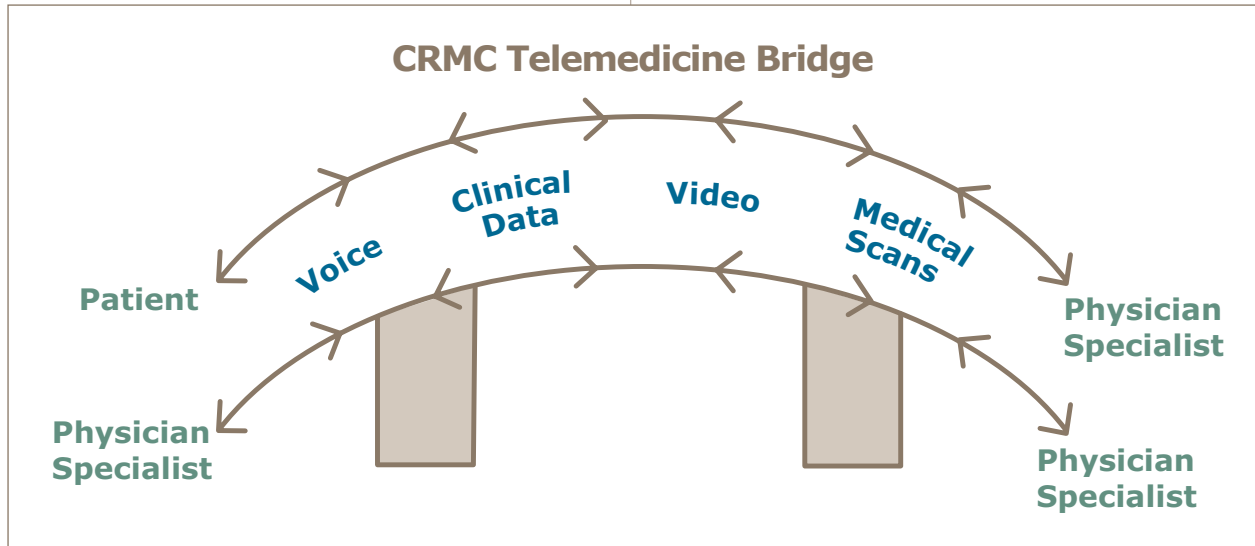 CRMC Telemedicine Bridge
Clinical
Data
Video
Medical
Scans
Voice
Patient
Physician
Specialist
Physician
Specialist
Physician
Specialist